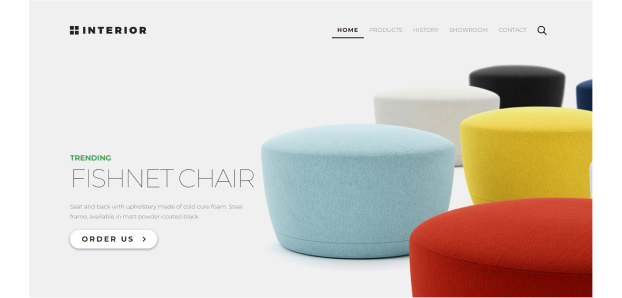 INTERIOR
HOME PRODUCTS HISTORY SHOWROOM CONTACT
TRENDING
FISHNET CHAIR
Seat and back with upholstery made of cold cure foam. Steel
frame, available in matt powder-coated black
ORDER US